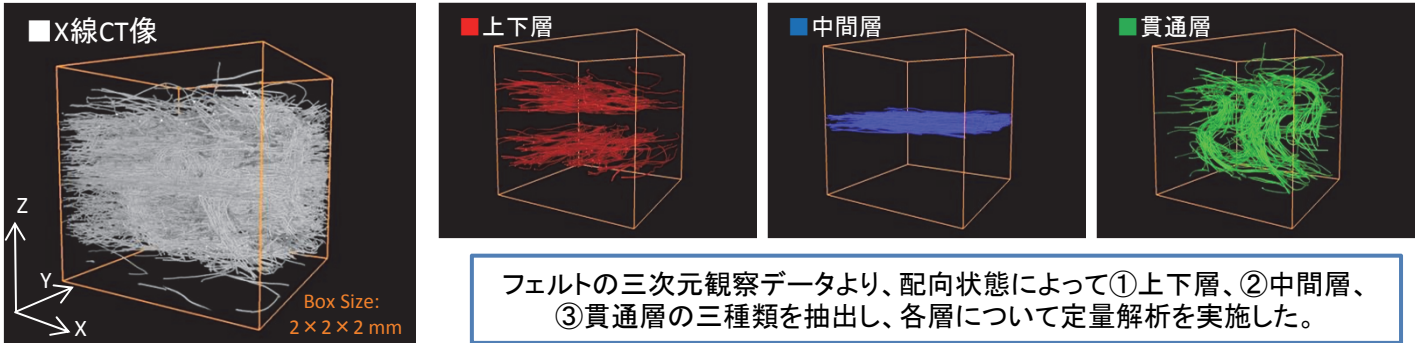 ■X線CT像
Z
Y
X
Box Size:
2×2×2 mm
■上下層
■中間層
■貫通層
フェルトの三次元観察データより、配向状態によって①上下層、②中間層、
③貫通層の三種類を抽出し、各層について定量解析を実施した。